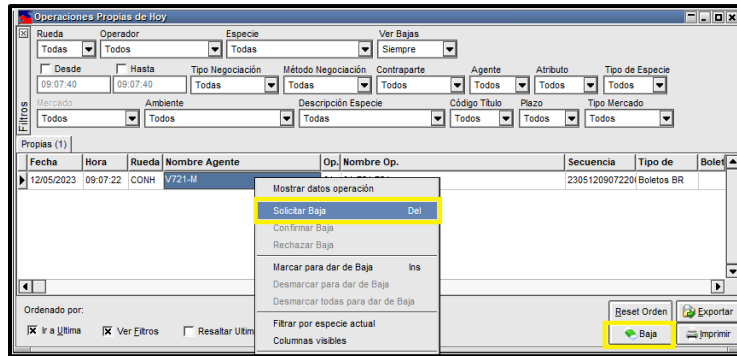 Operaciones Propias de Hoy
Rueda Operador Especie Ver Bajas
Todas Todos Todas Siempre
Desde Hasta Tipo Negociación Método Negociación Contraparte Agente Atributo Tipo de Especie
09:07:40 09:07:40 Todas Todas Todos Todos Todos Todos
Mercado Ambiente Descripción Especie Código Título Plazo Tipo Mercado
Todos Todos Todas Todos Todos Todos
Filtros
Propias (1)
Fecha Hora Rueda Nombre Agente Op. Nombre Op. Secuencia Tipo de Bolet
12/05/2023 09:07:22 CONH V721-M Boletos BR
Mostrar datos operación
Solicitar Baja Del
Confirmar Baja
Rechazar Baja
Marcar para dar de Baja Ins
Desmarcar para dar de Baja
Desmarcar todas para dar de Baja
Filtrar por especie actual
Columnas visibles
Ordenado por:
Reset Orden Exportar
Ir a Ultima Ver Filtros Resaltar Ultim
Baja Imprimir